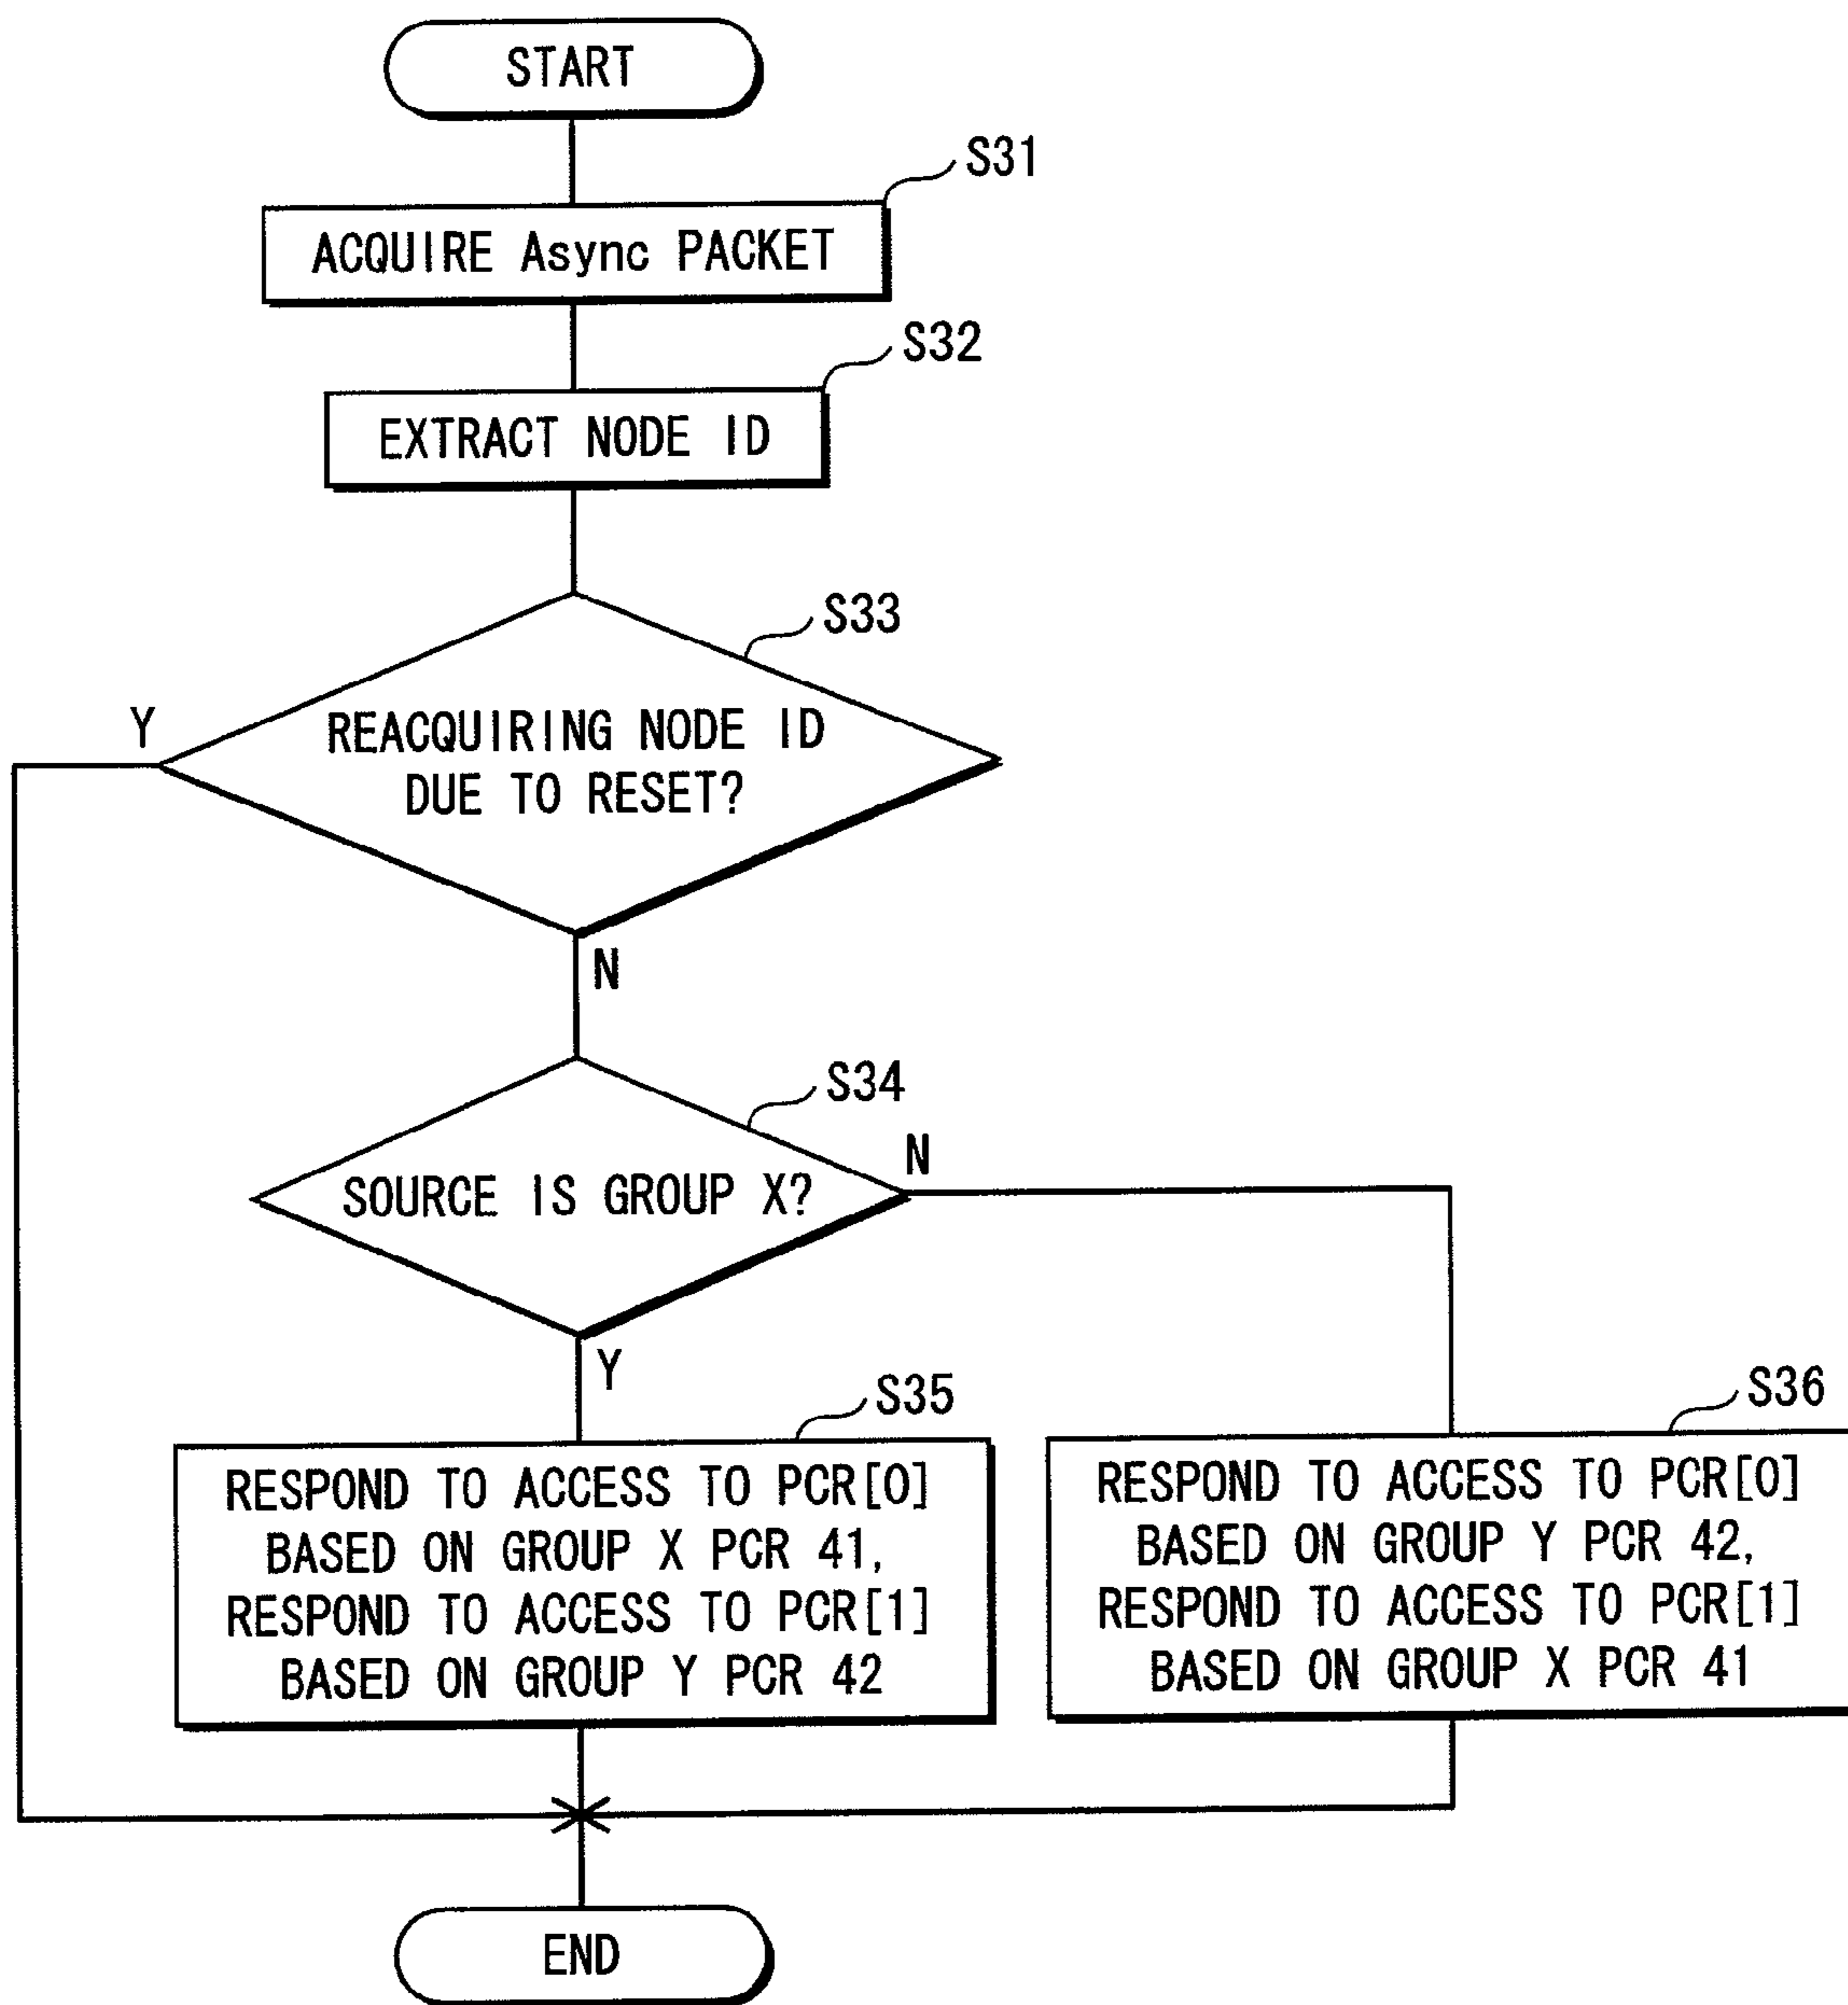 START
S31
ACQUIRE Async PACKET
S32
EXTRACT NODE ID
S33
Y
REACQUIRING NODE ID
DUE TO RESET?
N
S34
N
SOURCE IS GROUP X?
Y
S35
RESPOND TO ACCESS TO PCR[0]
BASED ON GROUP X PCR 41,
RESPOND TO ACCESS TO PCR[1]
BASED ON GROUP Y PCR 42
S36
RESPOND TO ACCESS TO PCR[0]
BASED ON GROUP Y PCR 42,
RESPOND TO ACCESS TO PCR[1]
BASED ON GROUP X PCR 41
END